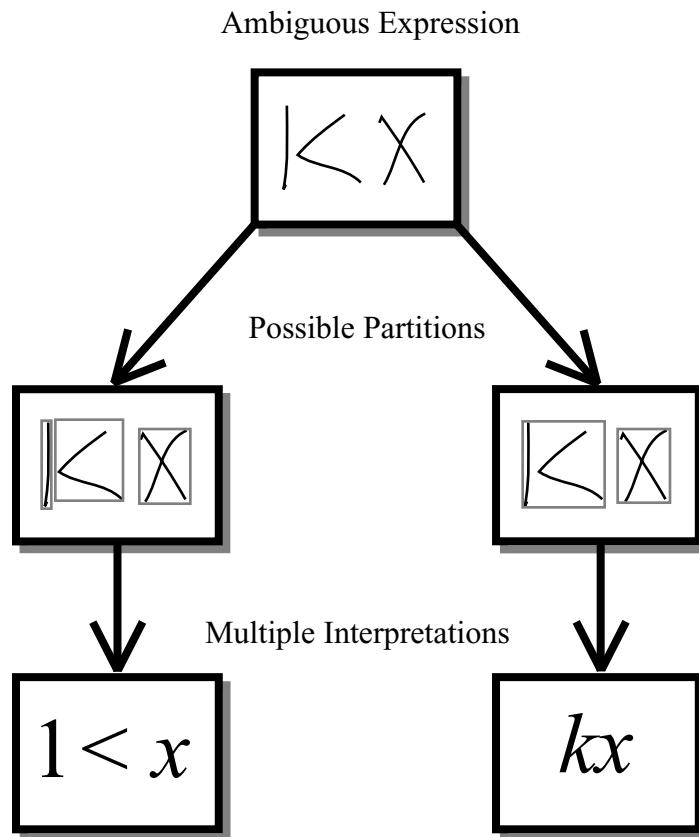 Ambiguous Expression
K x
Possible Partitions
K x
K x
Multiple Interpretations
1 < x
kx